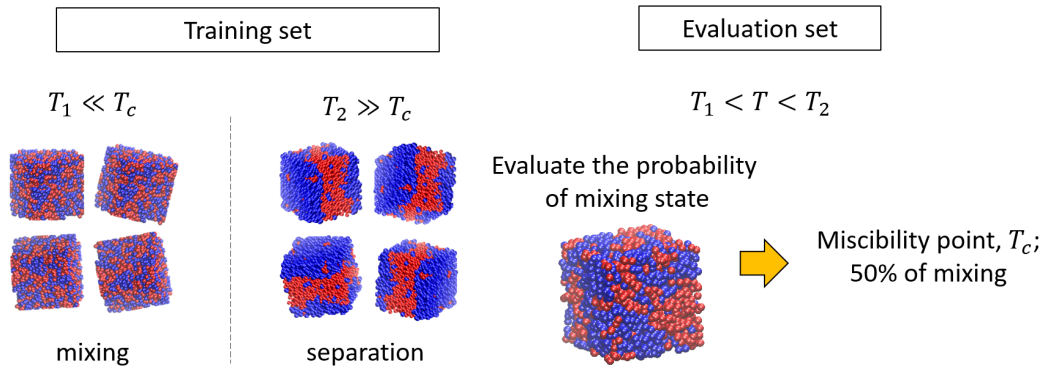 Training set
Evaluation set
T₁ ≪ T_c
T₂ ≫ T_c
T₁ < T < T₂
Evaluate the probability
of mixing state
Miscibility point, T_c;
50% of mixing
mixing
separation